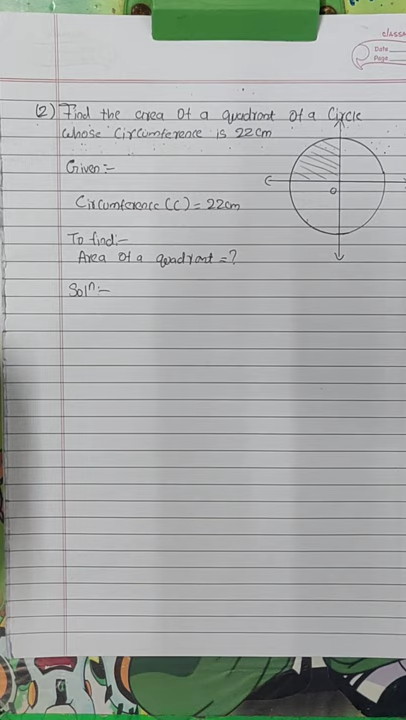 classm
Date
Page
(2) Find the area of a quadrant of a Circle
whose Circumference is 22cm
Given:-
Circumference (C) = 22cm
O
To find:-
Area of a quadrant = ?
Solⁿ:-